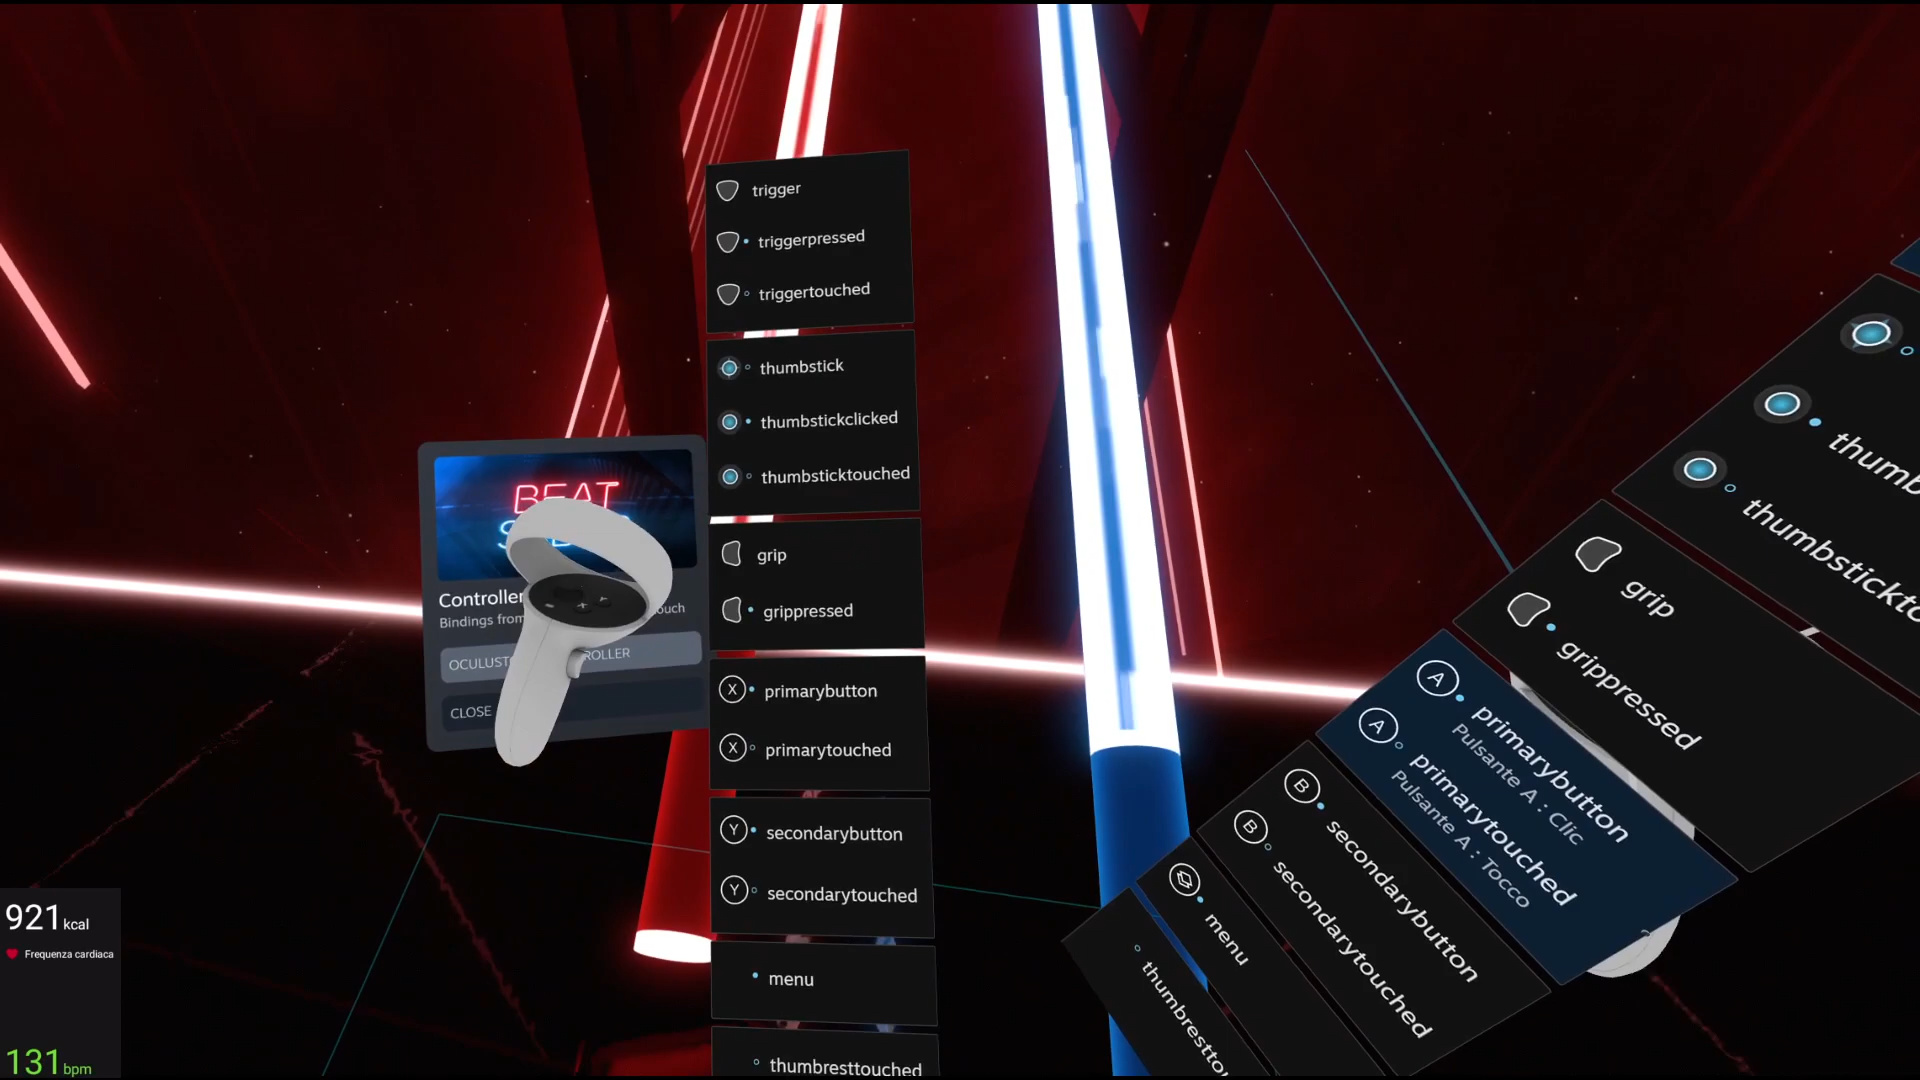 BEAT
Controller
Bindings from
ouch
OCULUST
ROLLER
CLOSE
trigger
triggerpressed
triggertouched
thumbstick
thumbstickclicked
thumbsticktouched
grip
grippressed
X primarybutton
X primarytouched
Y secondarybutton
Y secondarytouched
menu
thumbresttouched
thumb
thumbstickto
grip
grippressed
A primarybutton
Pulsante A : Clic
A primarytouched
Pulsante A : Tocco
B secondarybutton
B secondarytouched
menu
thumbresttou
921 kcal
Frequenza cardiaca
131 bpm